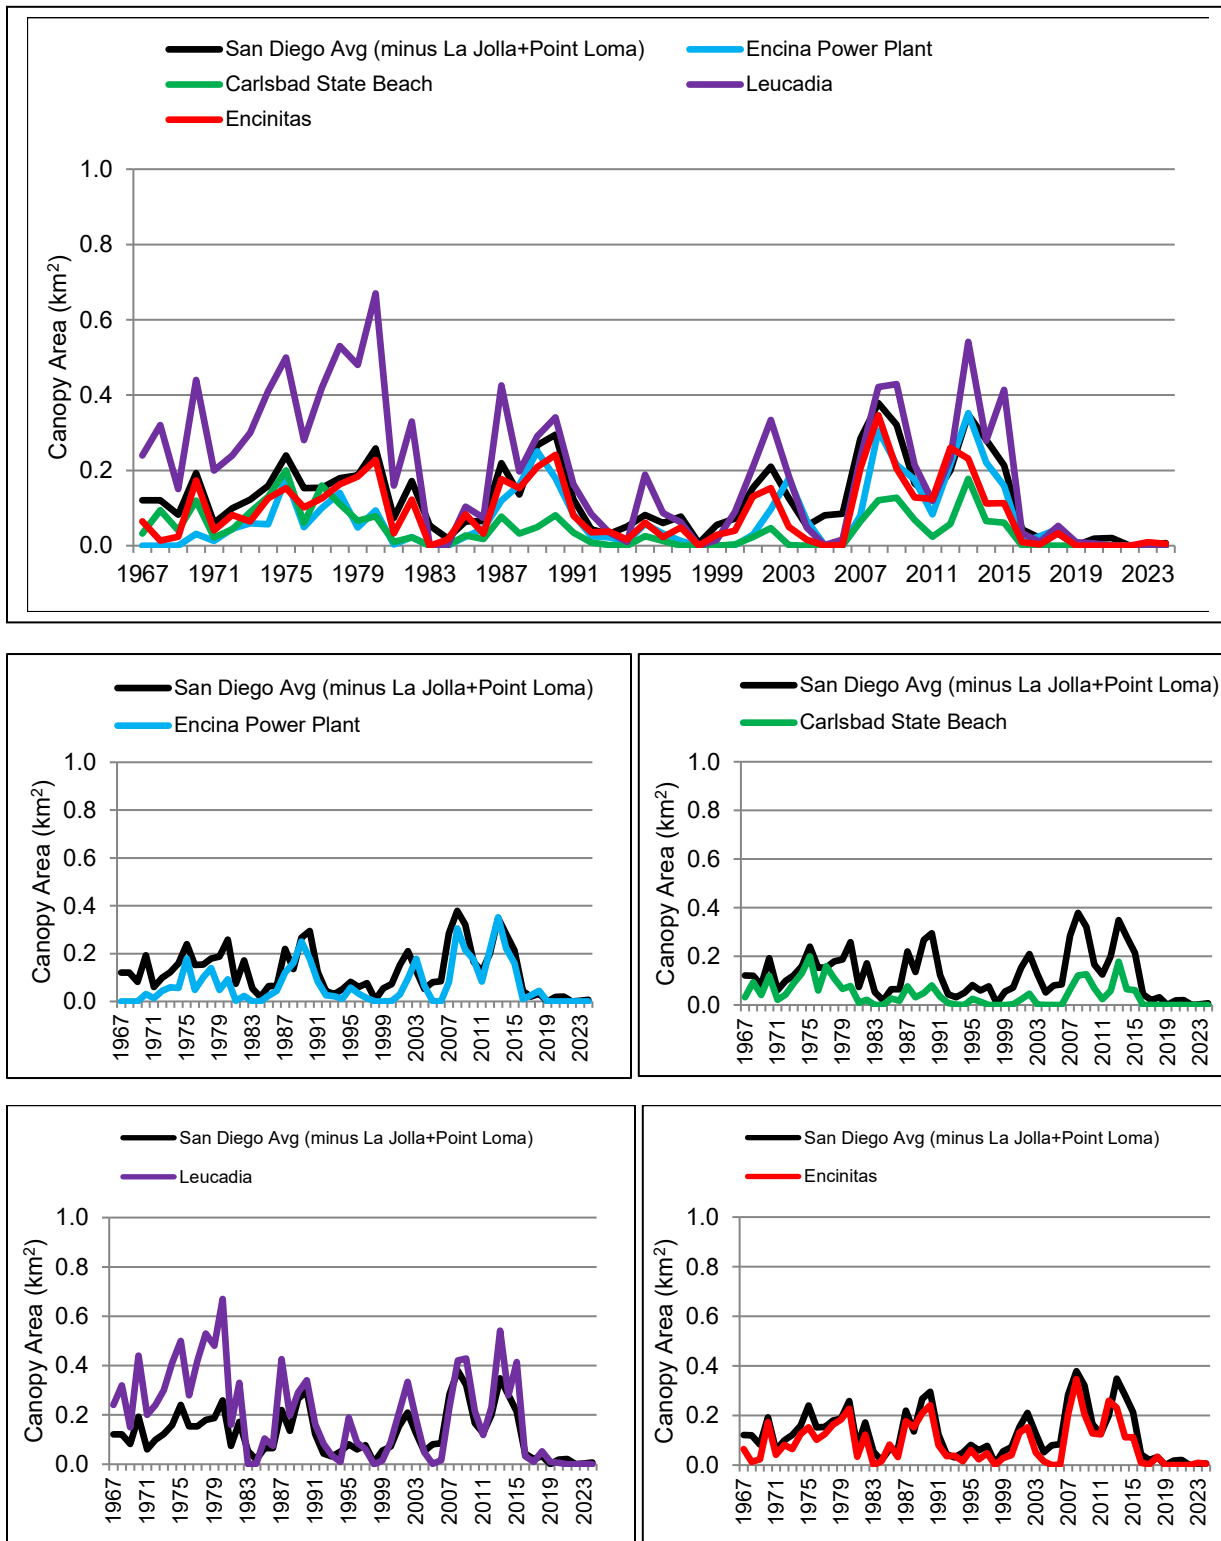 San Diego Avg (minus La Jolla+Point Loma)
Encina Power Plant
Carlsbad State Beach
Leucadia
Encinitas
Canopy Area (km²)
1.0
0.8
0.6
0.4
0.2
0.0
1967 1971 1975 1979 1983 1987 1991 1995 1999 2003 2007 2011 2015 2019 2023
San Diego Avg (minus La Jolla+Point Loma)
Encina Power Plant
Canopy Area (km²)
1.0
0.8
0.6
0.4
0.2
0.0
1967 1971 1975 1979 1983 1987 1991 1995 1999 2003 2007 2011 2015 2019 2023
San Diego Avg (minus La Jolla+Point Loma)
Carlsbad State Beach
Canopy Area (km²)
1.0
0.8
0.6
0.4
0.2
0.0
1967 1971 1975 1979 1983 1987 1991 1995 1999 2003 2007 2011 2015 2019 2023
San Diego Avg (minus La Jolla+Point Loma)
Leucadia
Canopy Area (km²)
1.0
0.8
0.6
0.4
0.2
0.0
1967 1971 1975 1979 1983 1987 1991 1995 1999 2003 2007 2011 2015 2019 2023
San Diego Avg (minus La Jolla+Point Loma)
Encinitas
Canopy Area (km²)
1.0
0.8
0.6
0.4
0.2
0.0
1967 1971 1975 1979 1983 1987 1991 1995 1999 2003 2007 2011 2015 2019 2023